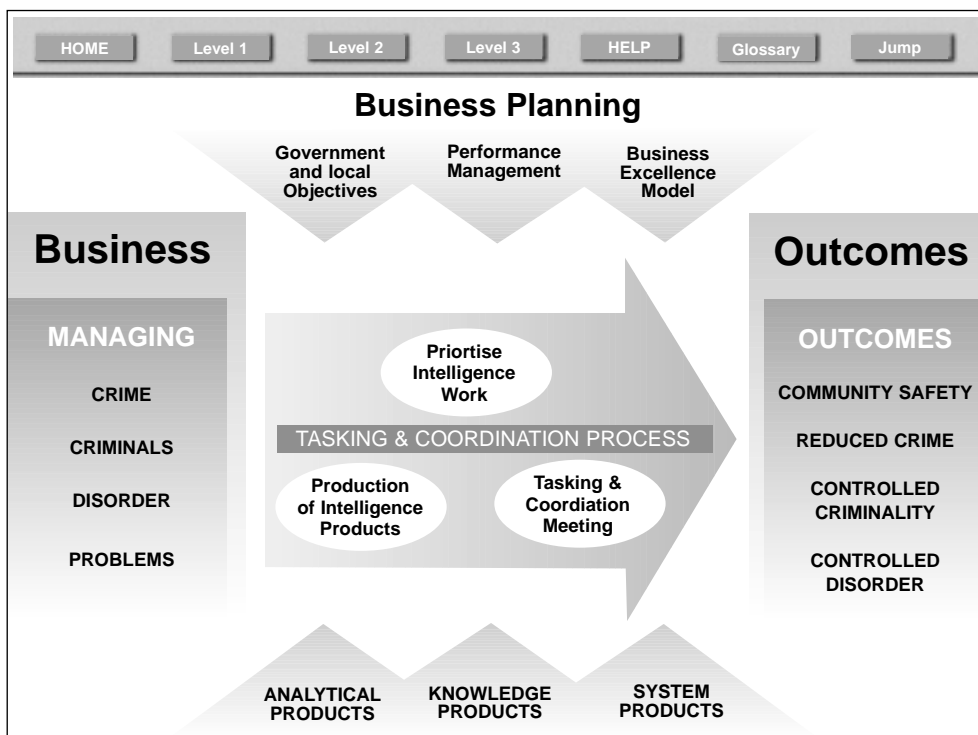 HOME
Level 1
Level 2
Level 3
HELP
Glossary
Jump
Business Planning
Government
and local
Objectives
Performance
Management
Business
Excellence
Model
Business
MANAGING
CRIME
CRIMINALS
DISORDER
PROBLEMS
Priortise
Intelligence
Work
TASKING & COORDINATION PROCESS
Production
of Intelligence
Products
Tasking &
Coordiation
Meeting
Outcomes
OUTCOMES
COMMUNITY SAFETY
REDUCED CRIME
CONTROLLED
CRIMINALITY
CONTROLLED
DISORDER
ANALYTICAL
PRODUCTS
KNOWLEDGE
PRODUCTS
SYSTEM
PRODUCTS